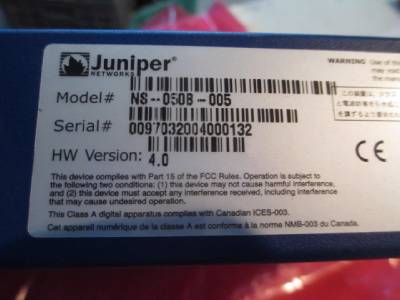 Juniper®
NETWORKS
WARNING: Use of the
may
Model# NS-050B-005
Serial# 0097032004000132
HW Version: 4.0
CE
This device complies with Part 15 of the FCC Rules. Operation is subject to
the following two conditions: (1) this device may not cause harmful interference,
and (2) this device must accept any interference received, including interference
that may cause undesired operation.
This Class A digital apparatus complies with Canadian ICES-003.
Cet appareil numérique de la classe A est conforme à la norme NMB-003 du Canada.